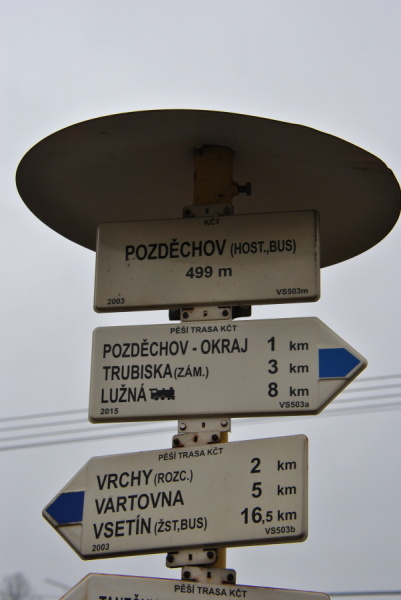 KČT
POZDĚCHOV (HOST.,BUS)
499 m
2003 VS503m
PĚŠÍ TRASA KČT
POZDĚCHOV - OKRAJ 1 km
TRUBISKA (ZÁM.) 3 km
LUŽNÁ 8 km
2015 VS503a
PĚŠÍ TRASA KČT
VRCHY (ROZC.) 2 km
VARTOVNA 5 km
VSETÍN (ŽST,BUS) 16,5 km
2003 VS503b
PĚŠÍ TRASA KČT